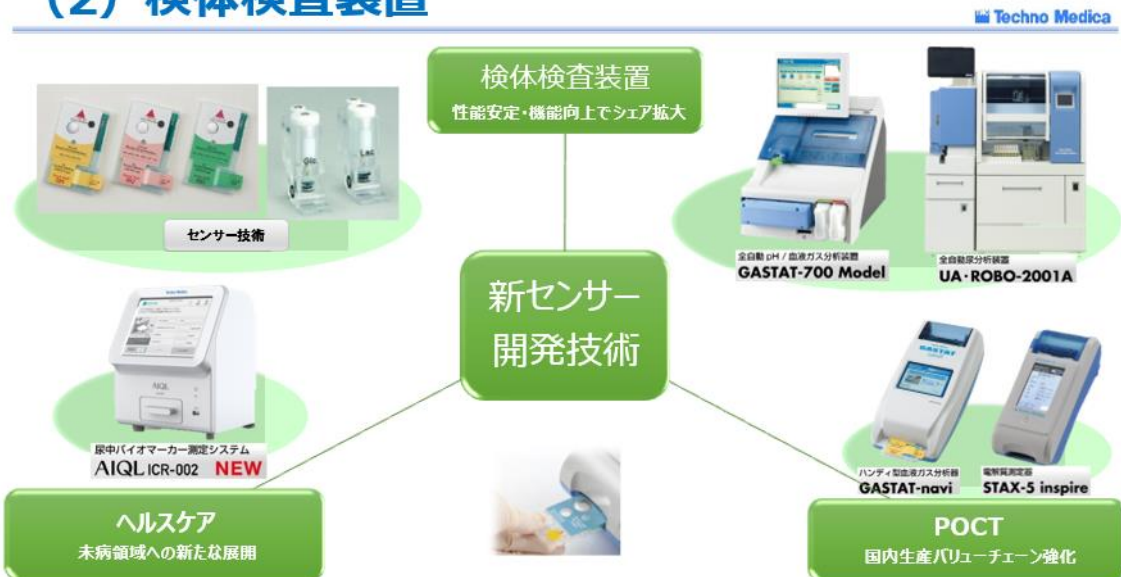 (2) 検体検査装置
Techno Medica
検体検査装置
性能安定・機能向上でシェア拡大
Glc
Lac
センサー技術
全自動 pH / 血液ガス分析装置
GASTAT-700 Model
全自動尿分析装置
UA・ROBO-2001A
新センサー
開発技術
AIQL
尿中バイオマーカー測定システム
AIQL ICR-002 NEW
GASTAT
ハンディ型血液ガス分析器
GASTAT-navi
電解質測定器
STAX-5 inspire
ヘルスケア
未病領域への新たな展開
POCT
国内生産バリューチェーン強化